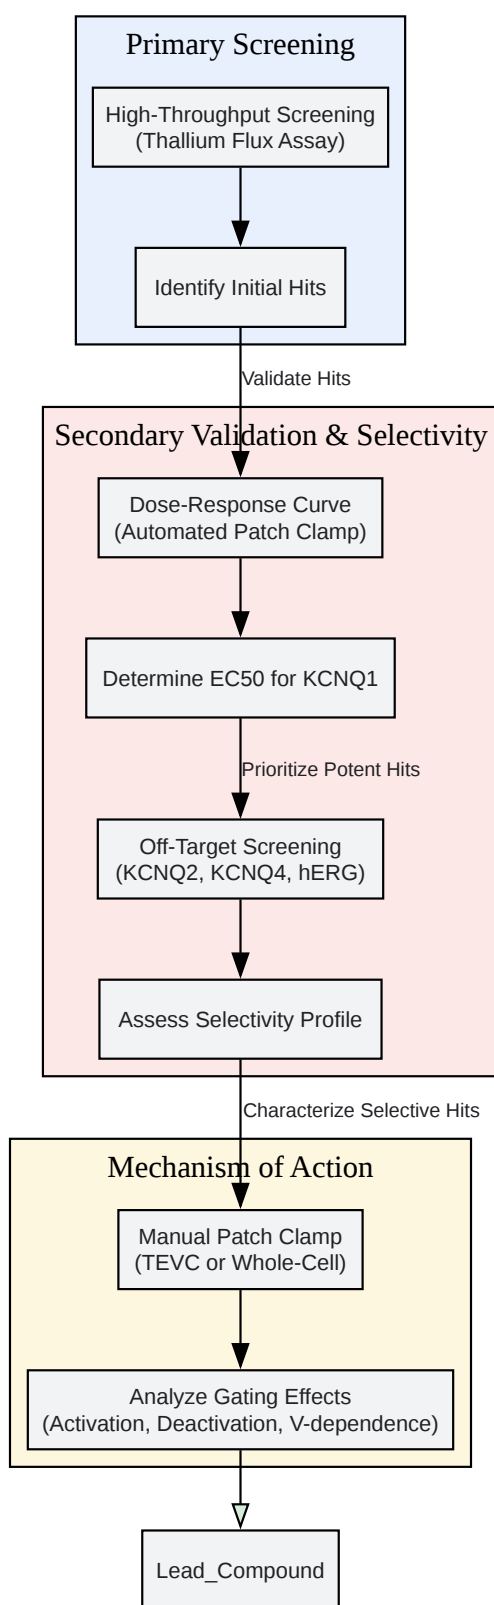 Primary Screening
High-Throughput Screening
(Thallium Flux Assay)
Identify Initial Hits
Validate Hits
Secondary Validation & Selectivity
Dose-Response Curve
(Automated Patch Clamp)
Determine EC50 for KCNQ1
Prioritize Potent Hits
Off-Target Screening
(KCNQ2, KCNQ4, hERG)
Assess Selectivity Profile
Characterize Selective Hits
Mechanism of Action
Manual Patch Clamp
(TEVC or Whole-Cell)
Analyze Gating Effects
(Activation, Deactivation, V-dependence)
Lead_Compound